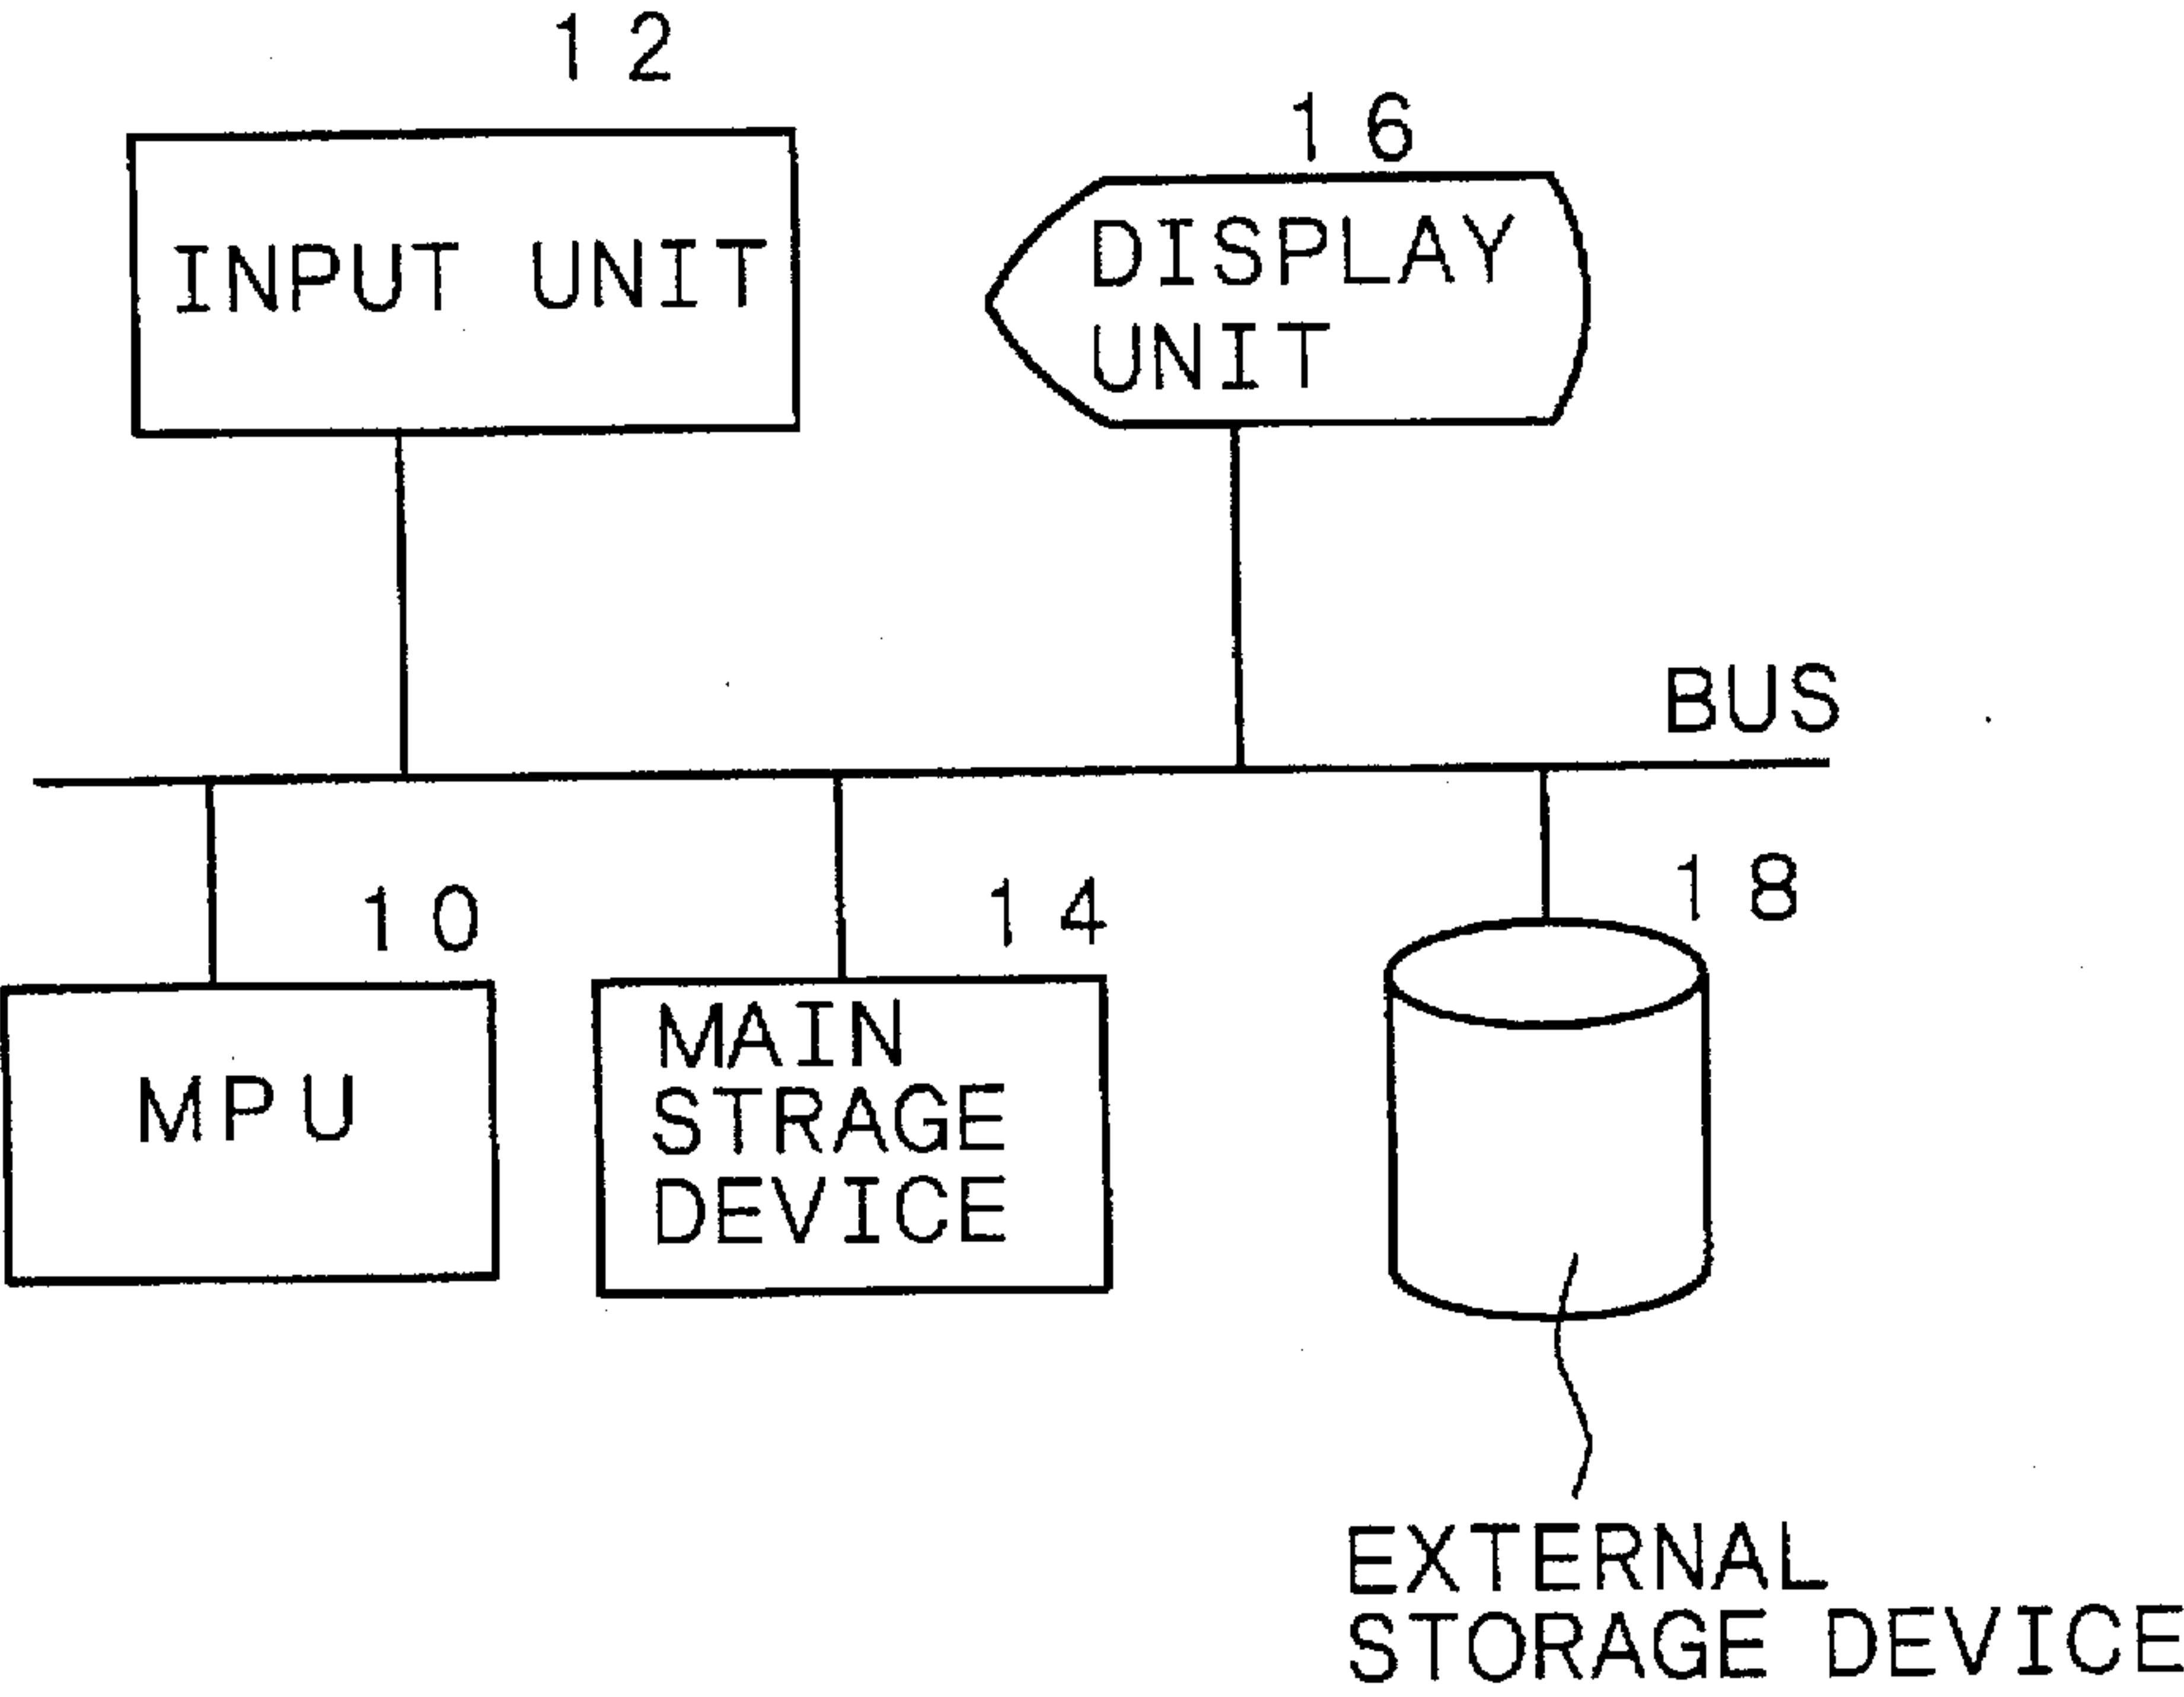 12
INPUT UNIT
16
DISPLAY
UNIT
BUS
10
MPU
14
MAIN
STRAGE
DEVICE
18
EXTERNAL
STORAGE DEVICE